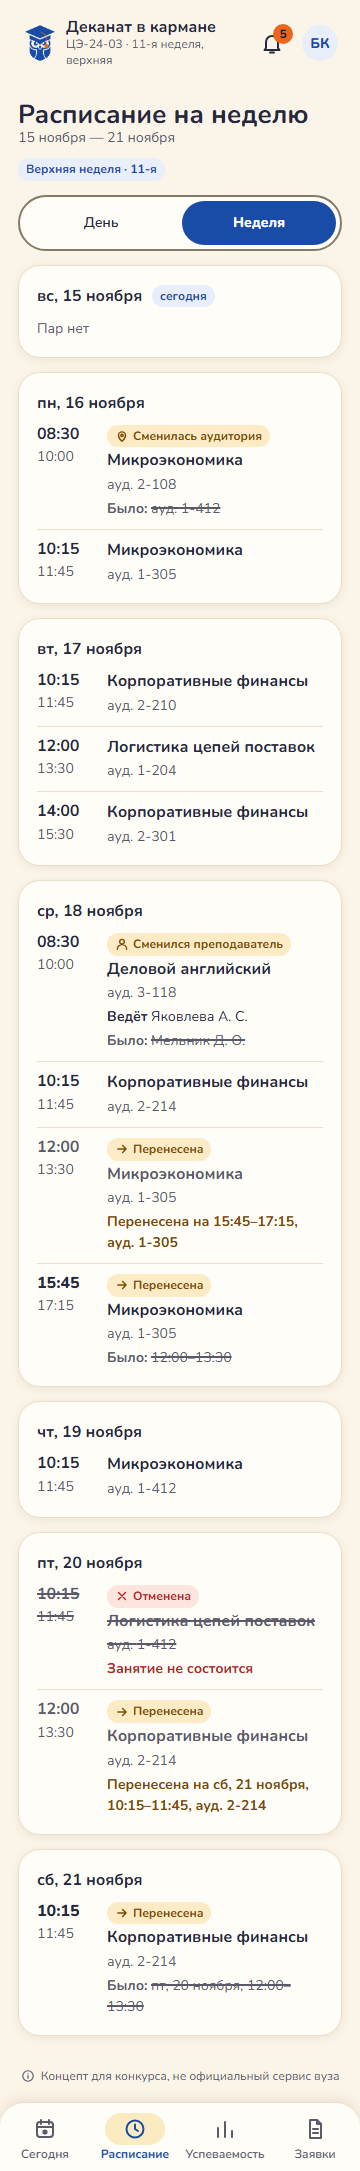 Деканат в кармане
ЦЭ-24-03 · 11-я неделя,
верхняя
5
БК
Расписание на неделю
15 ноября — 21 ноября
Верхняя неделя · 11-я
День
Неделя
вс, 15 ноября
сегодня
Пар нет
пн, 16 ноября
08:30
10:00
Сменилась аудитория
Микроэкономика
ауд. 2-108
Было: ауд. 1-412
10:15
11:45
Микроэкономика
ауд. 1-305
вт, 17 ноября
10:15
11:45
Корпоративные финансы
ауд. 2-210
12:00
13:30
Логистика цепей поставок
ауд. 1-204
14:00
15:30
Корпоративные финансы
ауд. 2-301
ср, 18 ноября
08:30
10:00
Сменился преподаватель
Деловой английский
ауд. 3-118
Ведёт Яковлева А. С.
Было: Мельник Д. О.
10:15
11:45
Корпоративные финансы
ауд. 2-214
12:00
13:30
Перенесена
Микроэкономика
ауд. 1-305
Перенесена на 15:45–17:15,
ауд. 1-305
15:45
17:15
Перенесена
Микроэкономика
ауд. 1-305
Было: 12:00–13:30
чт, 19 ноября
10:15
11:45
Микроэкономика
ауд. 1-412
пт, 20 ноября
10:15
11:45
Отменена
Логистика цепей поставок
ауд. 1-412
Занятие не состоится
12:00
13:30
Перенесена
Корпоративные финансы
ауд. 2-214
Перенесена на сб, 21 ноября,
10:15–11:45, ауд. 2-214
сб, 21 ноября
10:15
11:45
Перенесена
Корпоративные финансы
ауд. 2-214
Было: пт, 20 ноября, 12:00–
13:30
Концепт для конкурса, не официальный сервис вуза
Сегодня
Расписание
Успеваемость
Заявки